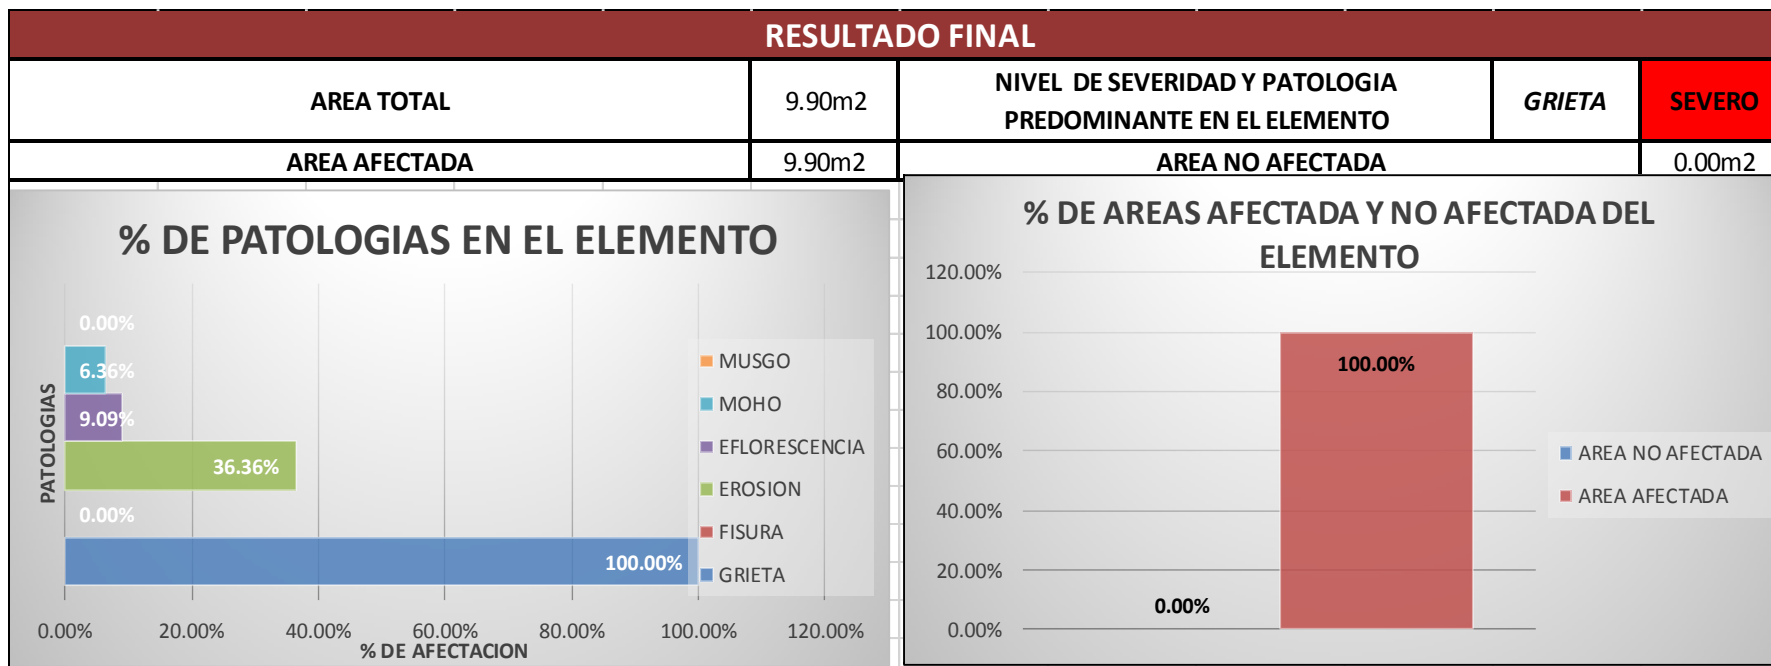 RESULTADO FINAL
AREA TOTAL
9.90m2
NIVEL DE SEVERIDAD Y PATOLOGIA
PREDOMINANTE EN EL ELEMENTO
GRIETA
SEVERO
AREA AFECTADA
9.90m2
AREA NO AFECTADA
0.00m2
% DE PATOLOGIAS EN EL ELEMENTO
PATOLOGIAS
0.00%
6.36%
9.09%
36.36%
0.00%
100.00%
MUSGO
MOHO
EFLORESCENCIA
EROSION
FISURA
GRIETA
0.00%
20.00%
40.00%
60.00%
80.00%
100.00%
120.00%
% DE AFECTACION
% DE AREAS AFECTADA Y NO AFECTADA DEL
ELEMENTO
120.00%
100.00%
80.00%
60.00%
40.00%
20.00%
0.00%
100.00%
0.00%
AREA NO AFECTADA
AREA AFECTADA